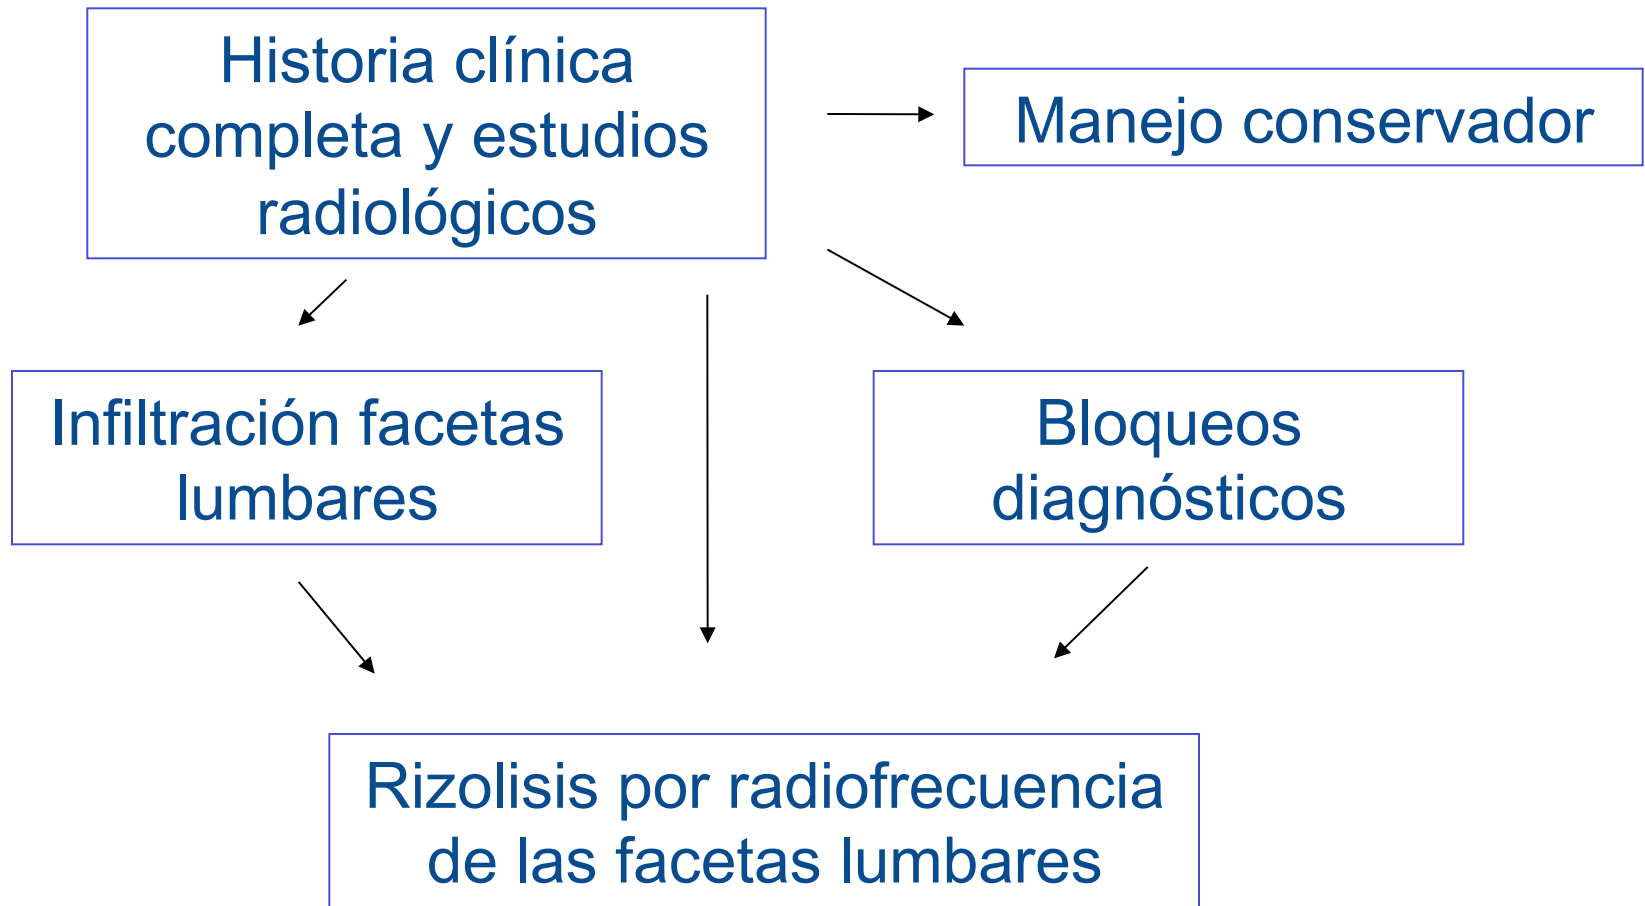 Historia clínica
completa y estudios
radiológicos
Manejo conservador
Infiltración facetas
lumbares
Bloqueos
diagnósticos
Rizolisis por radiofrecuencia
de las facetas lumbares